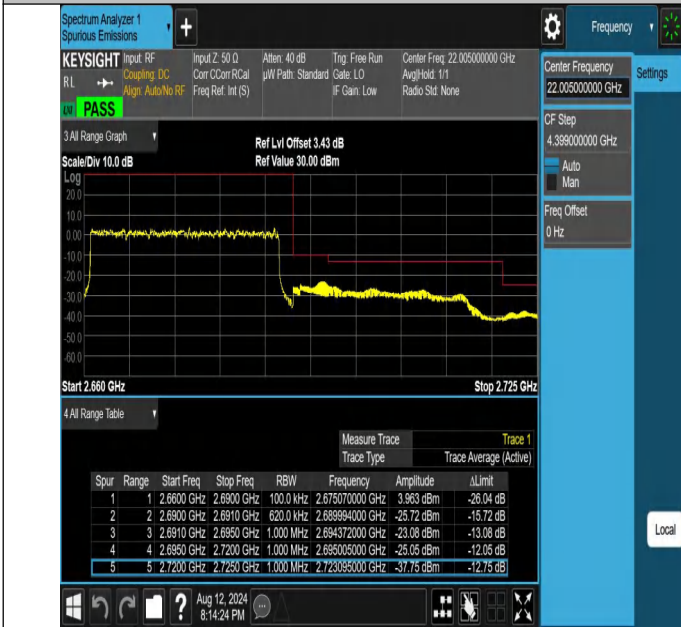 Spectrum Analyzer 1
Spurious Emissions
+
Frequency
KEYSIGHT Input: RF Input Z: 50 Ω Atten: 40 dB Trig: Free Run Center Freq: 22.005000000 GHz
RL Coupling: DC Corr CCorr RCal µW Path: Standard Gate: LO Avg|Hold: 1/1
Align: Auto/No RF Freq Ref: Int (S) IF Gain: Low Radio Std: None
PASS
Center Frequency
22.005000000 GHz
Settings
CF Step
4.399000000 GHz
Auto
Man
Freq Offset
0 Hz
3 All Range Graph
Ref Lvl Offset 3.43 dB
Scale/Div 10.0 dB Ref Value 30.00 dBm
Log
20.0
10.0
0.00
-10.0
-20.0
-30.0
-40.0
-50.0
-60.0
Start 2.660 GHz Stop 2.725 GHz
4 All Range Table
Measure Trace Trace 1
Trace Type Trace Average (Active)
Spur Range Start Freq Stop Freq RBW Frequency Amplitude ΔLimit
1 1 2.6600 GHz 2.6900 GHz 100.0 kHz 2.675070000 GHz 3.963 dBm -26.04 dB
2 2 2.6900 GHz 2.6910 GHz 620.0 kHz 2.689994000 GHz -25.72 dBm -15.72 dB
3 3 2.6910 GHz 2.6950 GHz 1.000 MHz 2.694372000 GHz -23.08 dBm -13.08 dB
4 4 2.6950 GHz 2.7200 GHz 1.000 MHz 2.695005000 GHz -25.05 dBm -12.05 dB
5 5 2.7200 GHz 2.7250 GHz 1.000 MHz 2.723095000 GHz -37.75 dBm -12.75 dB
Local
?
Aug 12, 2024
8:14:24 PM